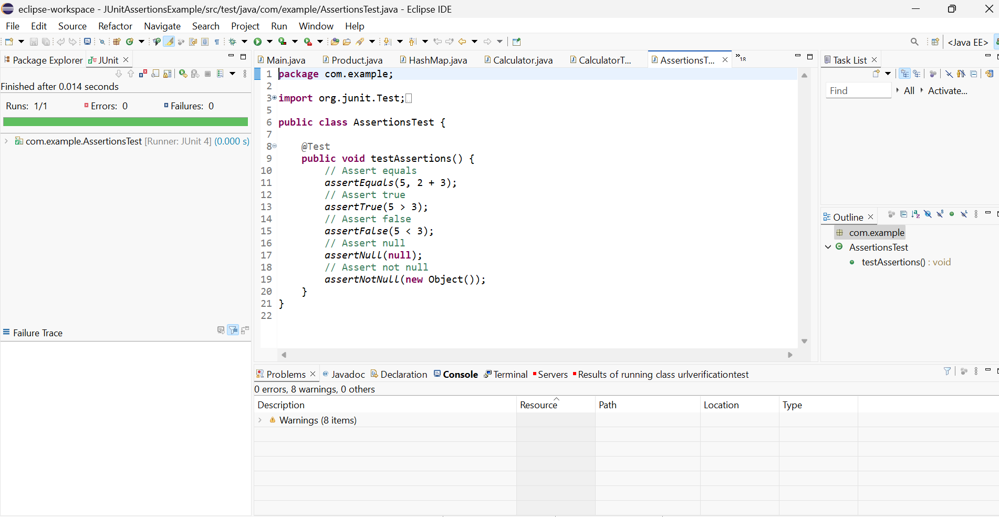 eclipse-workspace - JUnitAssertionsExample/src/test/java/com/example/AssertionsTest.java - Eclipse IDE
File Edit Source Refactor Navigate Search Project Run Window Help
<Java EE>
Package Explorer JUnit
Finished after 0.014 seconds
Runs: 1/1 Errors: 0 Failures: 0
com.example.AssertionsTest [Runner: JUnit 4] (0.000 s)
Failure Trace
Main.java Product.java HashMap.java Calculator.java CalculatorT... AssertionsT... »18
1 package com.example;
2
3 import org.junit.Test;
5
6 public class AssertionsTest {
7
8 @Test
9 public void testAssertions() {
10 // Assert equals
11 assertEquals(5, 2 + 3);
12 // Assert true
13 assertTrue(5 > 3);
14 // Assert false
15 assertFalse(5 < 3);
16 // Assert null
17 assertNull(null);
18 // Assert not null
19 assertNotNull(new Object());
20 }
21 }
22
Task List
Find All Activate...
Outline
com.example
AssertionsTest
testAssertions() : void
Problems @ Javadoc Declaration Console Terminal Servers Results of running class urlverificationtest
0 errors, 8 warnings, 0 others
Description Resource Path Location Type
Warnings (8 items)